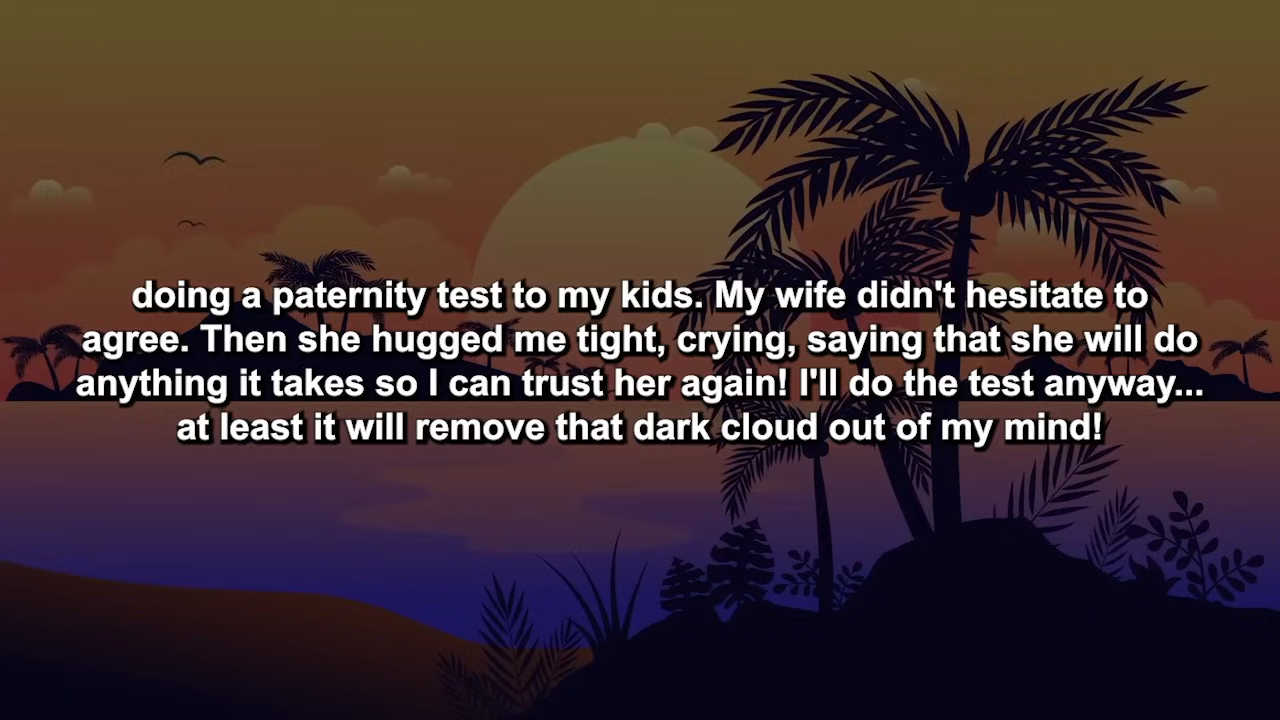 doing a paternity test to my kids. My wife didn't hesitate to
agree. Then she hugged me tight, crying, saying that she will do
anything it takes so I can trust her again! I'll do the test anyway...
at least it will remove that dark cloud out of my mind!